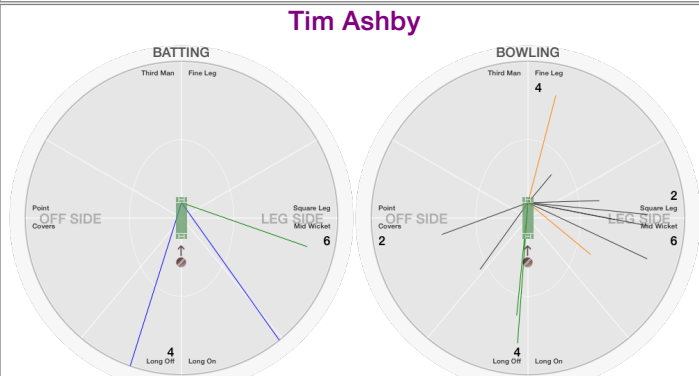 Tim Ashby
BATTING
Third Man Fine Leg
Point
OFF SIDE
Covers
Square Leg
LEG SIDE
Mid Wicket
6
4
Long Off Long On
BOWLING
Third Man Fine Leg
4
Point
OFF SIDE
Covers
2
2
Square Leg
LEG SIDE
Mid Wicket
6
4
Long Off Long On